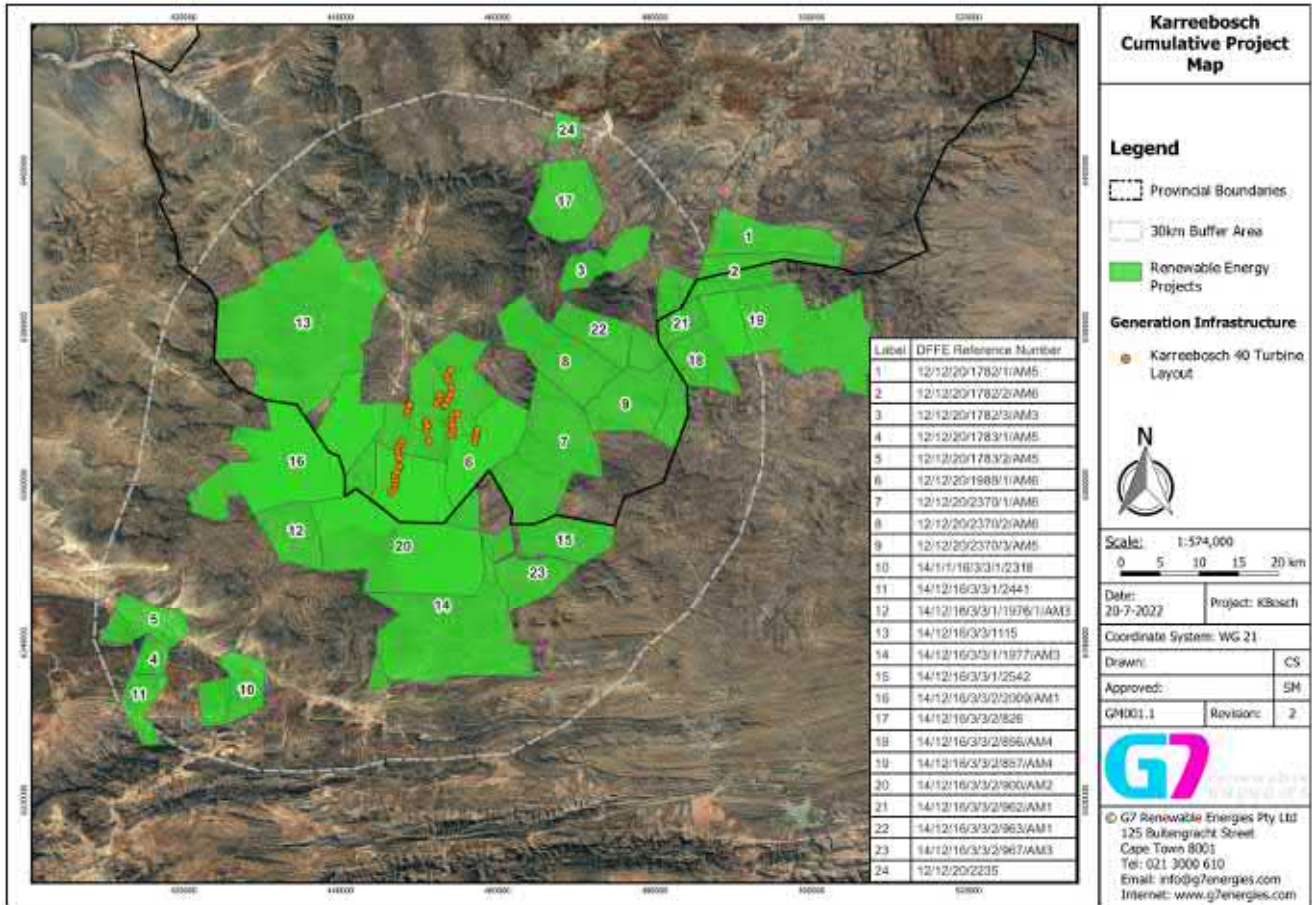 Karreebosch
Cumulative Project
Map
Legend
Provincial Boundaries
30km Buffer Area
Renewable Energy
Projects
Generation Infrastructure
Karreebosch 40 Turbine
Layout
N
Scale: 1:574,000
0 5 10 15 20 km
Date:
20-7-2022
Project: KBosch
Coordinate System: WG 21
Drawn: CS
Approved: SM
GM001.1 Revision: 2
G7
© G7 Renewable Energies Pty Ltd
125 Buitengracht Street
Cape Town 8001
Tel: 021 3000 610
Email: info@g7energies.com
Internet: www.g7energies.com
24
17
1
3
2
13
22
21
19
8
18
9
7
16
6
12
20
15
23
14
5
4
11
10
Label DFFE Reference Number
1 12/12/20/1782/1/AM5
2 12/12/20/1782/2/AM6
3 12/12/20/1782/3/AM3
4 12/12/20/1783/1/AM5
5 12/12/20/1783/2/AM5
6 12/12/20/1988/1/AM6
7 12/12/20/2370/1/AM6
8 12/12/20/2370/2/AM6
9 12/12/20/2370/3/AM5
10 14/1/1/16/3/3/1/2318
11 14/12/16/3/3/1/2441
12 14/12/16/3/3/1/1976/1/AM3
13 14/12/16/3/3/1115
14 14/12/16/3/3/1/1977/AM3
15 14/12/16/3/3/1/2542
16 14/12/16/3/3/2/2009/AM1
17 14/12/16/3/3/2/826
18 14/12/16/3/3/2/856/AM4
19 14/12/16/3/3/2/857/AM4
20 14/12/16/3/3/2/900/AM2
21 14/12/16/3/3/2/962/AM1
22 14/12/16/3/3/2/963/AM1
23 14/12/16/3/3/2/967/AM3
24 12/12/20/2235